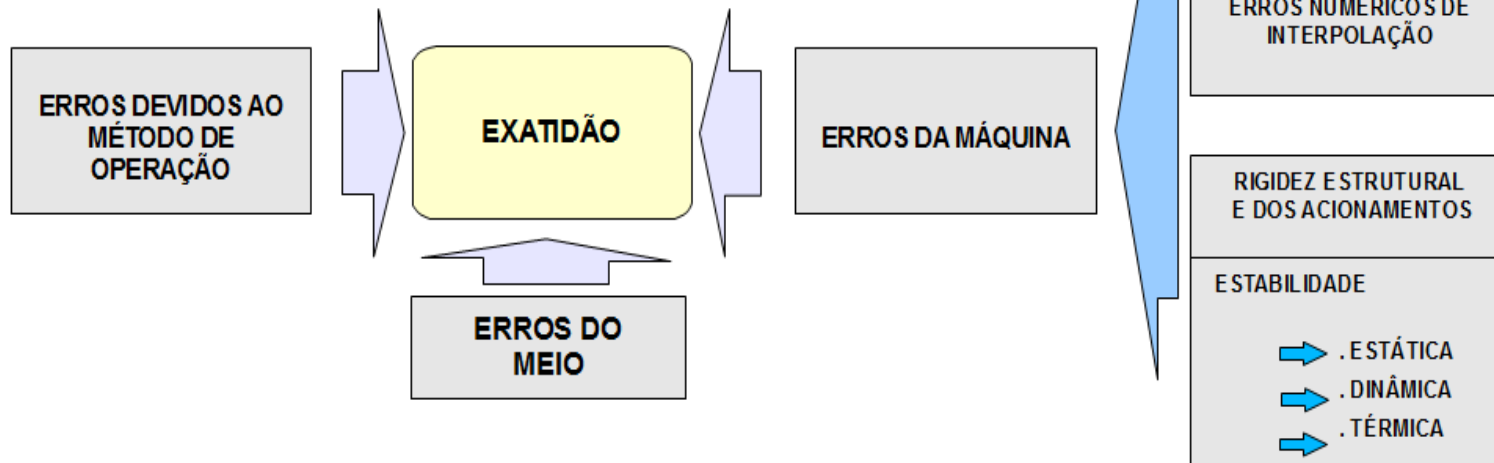 ERROS DEVIDOS AO
MÉTODO DE
OPERAÇÃO
EXATIDÃO
ERROS DO
MEIO
ERROS DA MÁQUINA
ERROS NUMÉRICOS DE
INTERPOLAÇÃO
RIGIDEZ ESTRUTURAL
E DOS ACIONAMENTOS
ESTABILIDADE
. ESTÁTICA
. DINÂMICA
. TÉRMICA